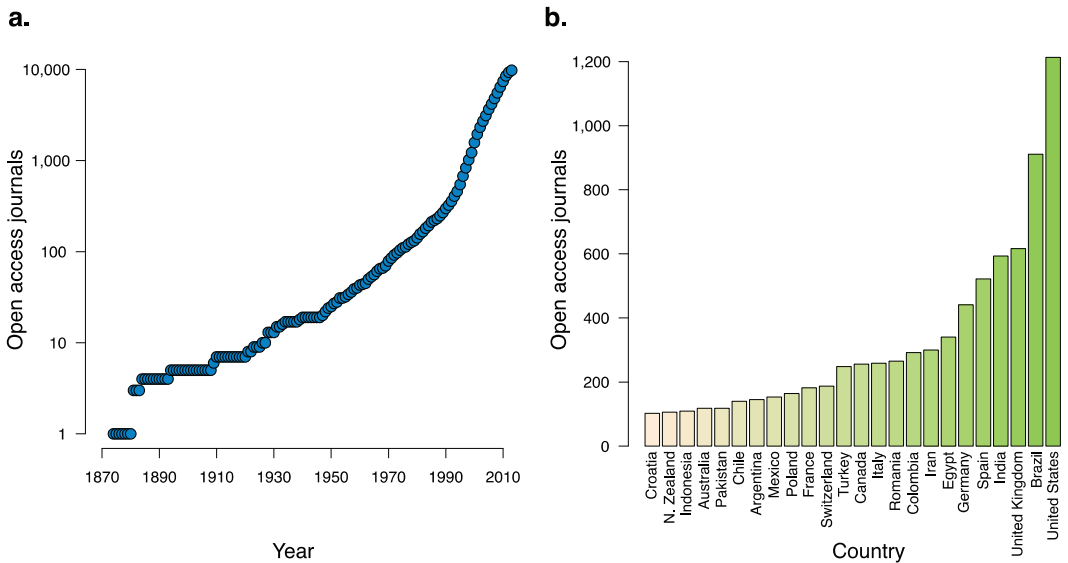 a.
Open access journals
10,000
1,000
100
10
1
1870
1890
1910
1930
1950
1970
1990
2010
Year
b.
Open access journals
1,200
1,000
800
600
400
200
0
Croatia
N. Zealand
Indonesia
Australia
Pakistan
Chile
Argentina
Mexico
Poland
France
Switzerland
Turkey
Canada
Italy
Romania
Colombia
Iran
Egypt
Germany
Spain
India
United Kingdom
Brazil
United States
Country